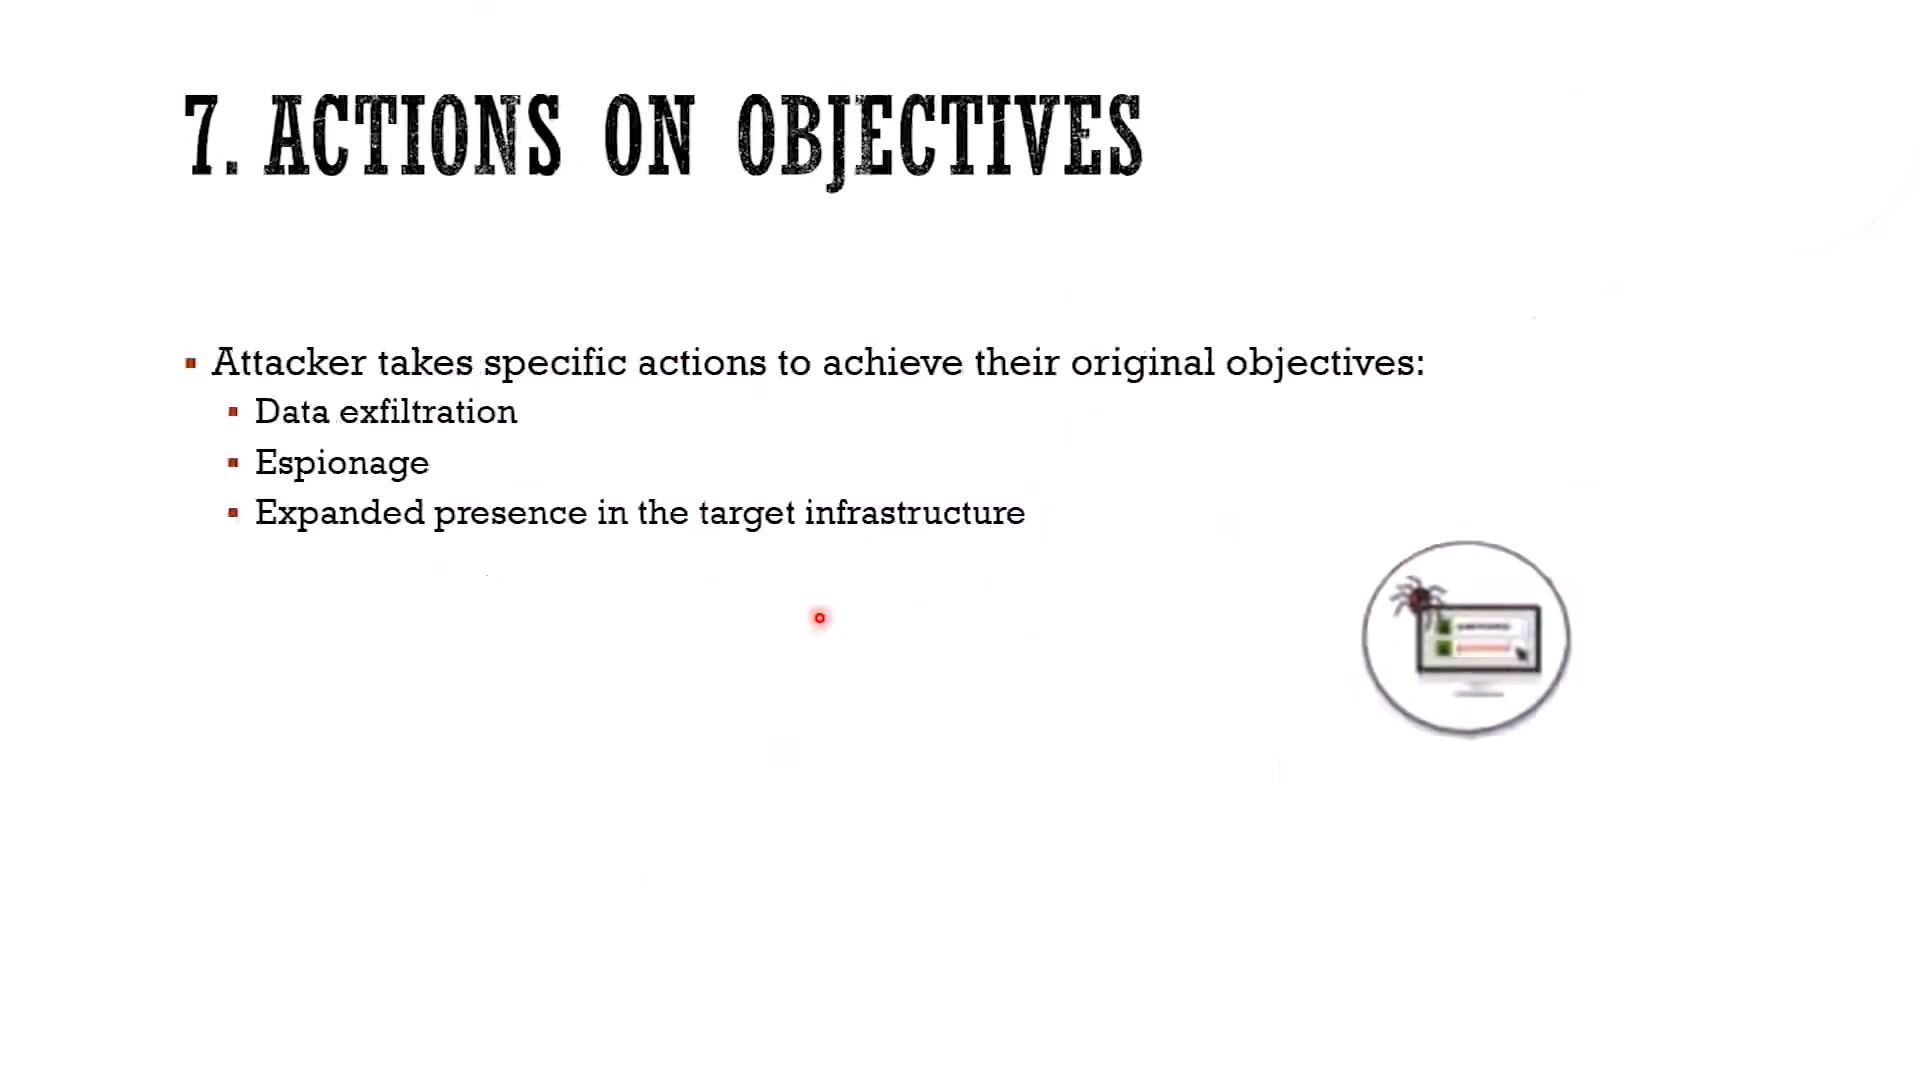 7. ACTIONS ON OBJECTIVES
Attacker takes specific actions to achieve their original objectives:
Data exfiltration
Espionage
Expanded presence in the target infrastructure